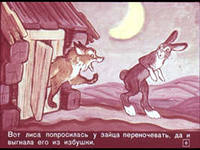 Вот лиса попросилась у зайца переночевать, да и
выгнала его из избушки.